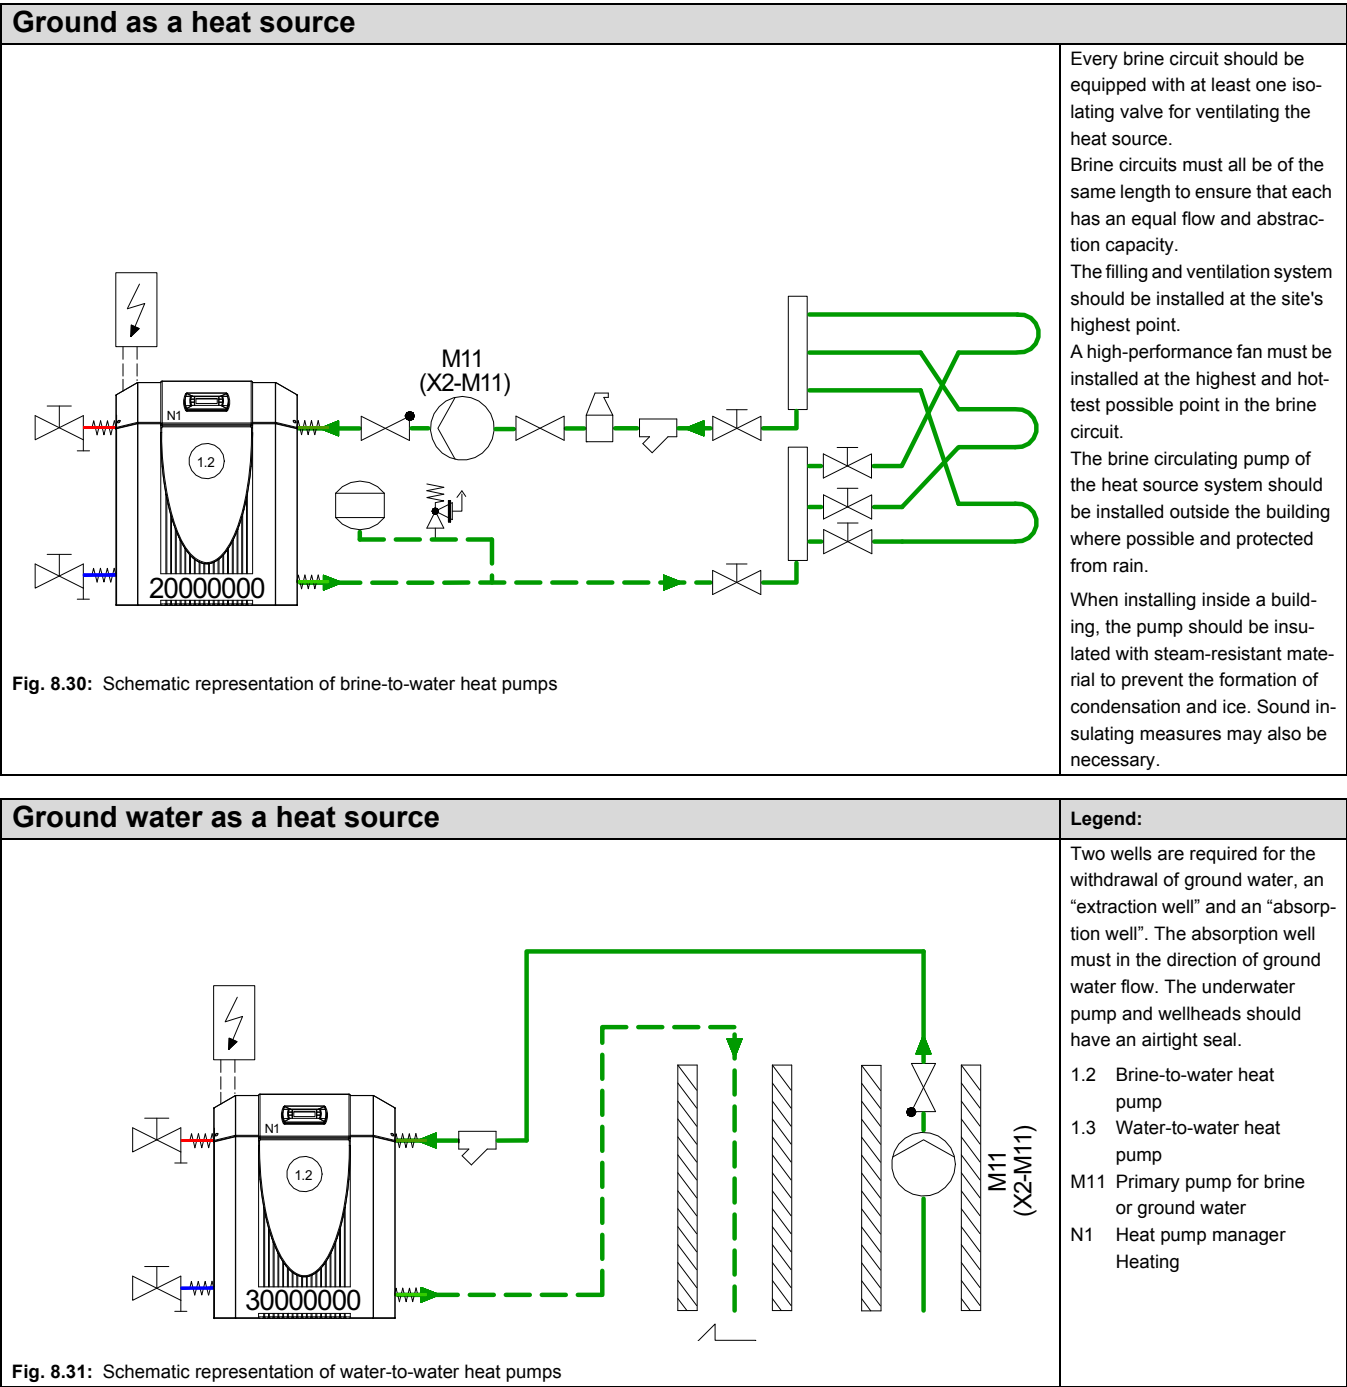 Ground as a heat source
M11
(X2-M11)
N1
1.2
20000000
Fig. 8.30: Schematic representation of brine-to-water heat pumps
Every brine circuit should be
equipped with at least one iso-
lating valve for ventilating the
heat source.
Brine circuits must all be of the
same length to ensure that each
has an equal flow and abstrac-
tion capacity.
The filling and ventilation system
should be installed at the site's
highest point.
A high-performance fan must be
installed at the highest and hot-
test possible point in the brine
circuit.
The brine circulating pump of
the heat source system should
be installed outside the building
where possible and protected
from rain.
When installing inside a build-
ing, the pump should be insu-
lated with steam-resistant mate-
rial to prevent the formation of
condensation and ice. Sound in-
sulating measures may also be
necessary.
Ground water as a heat source
N1
1.2
30000000
M11
(X2-M11)
Fig. 8.31: Schematic representation of water-to-water heat pumps
Legend:
Two wells are required for the
withdrawal of ground water, an
“extraction well” and an “absorp-
tion well”. The absorption well
must in the direction of ground
water flow. The underwater
pump and wellheads should
have an airtight seal.
1.2 Brine-to-water heat
pump
1.3 Water-to-water heat
pump
M11 Primary pump for brine
or ground water
N1 Heat pump manager
Heating